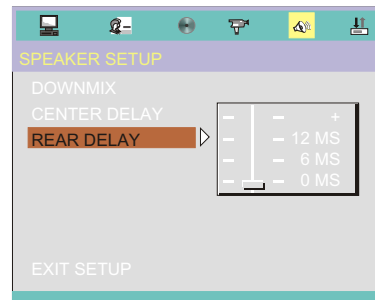 SPEAKER SETUP
DOWNMIX
CENTER DELAY
REAR DELAY
+
12 MS
6 MS
0 MS
EXIT SETUP